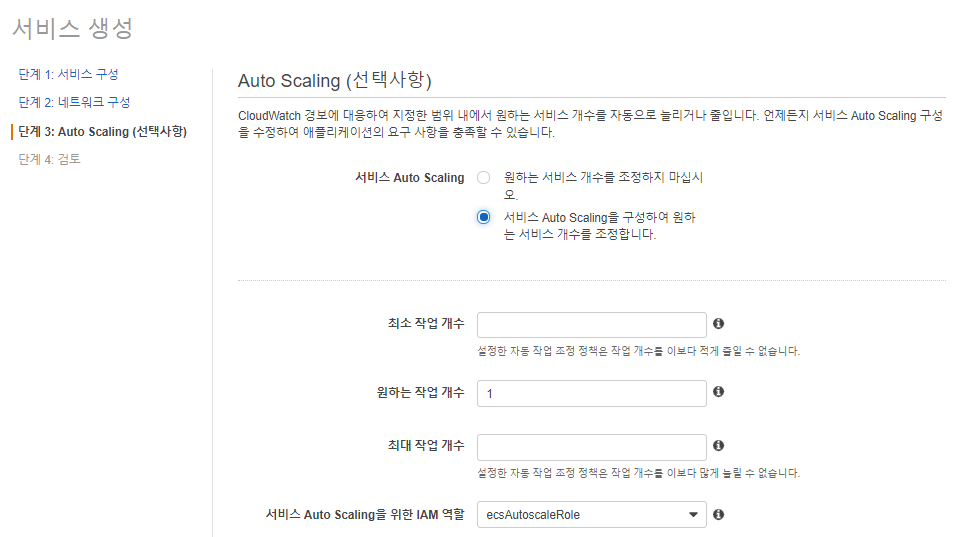 서비스 생성
단계 1: 서비스 구성
단계 2: 네트워크 구성
단계 3: Auto Scaling (선택사항)
단계 4: 검토
Auto Scaling (선택사항)
CloudWatch 경보에 대응하여 지정한 범위 내에서 원하는 서비스 개수를 자동으로 늘리거나 줄입니다. 언제든지 서비스 Auto Scaling 구성
을 수정하여 애플리케이션의 요구 사항을 충족할 수 있습니다.
서비스 Auto Scaling
원하는 서비스 개수를 조정하지 마십시
오.
서비스 Auto Scaling을 구성하여 원하
는 서비스 개수를 조정합니다.
최소 작업 개수
설정한 자동 작업 조정 정책은 작업 개수를 이보다 적게 줄일 수 없습니다.
원하는 작업 개수 1
최대 작업 개수
설정한 자동 작업 조정 정책은 작업 개수를 이보다 많게 늘릴 수 없습니다.
서비스 Auto Scaling을 위한 IAM 역할 ecsAutoscaleRole